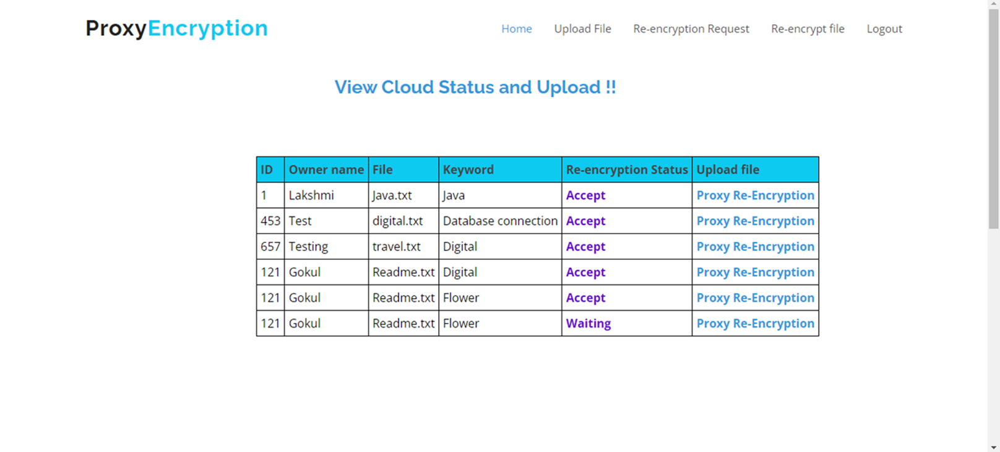 ProxyEncryption Home Upload File Re-encryption Request Re-encrypt file Logout
View Cloud Status and Upload !!
ID Owner name File Keyword Re-encryption Status Upload file
1 Lakshmi Java.txt Java Accept Proxy Re-Encryption
453 Test digital.txt Database connection Accept Proxy Re-Encryption
657 Testing travel.txt Digital Accept Proxy Re-Encryption
121 Gokul Readme.txt Digital Accept Proxy Re-Encryption
121 Gokul Readme.txt Flower Accept Proxy Re-Encryption
121 Gokul Readme.txt Flower Waiting Proxy Re-Encryption